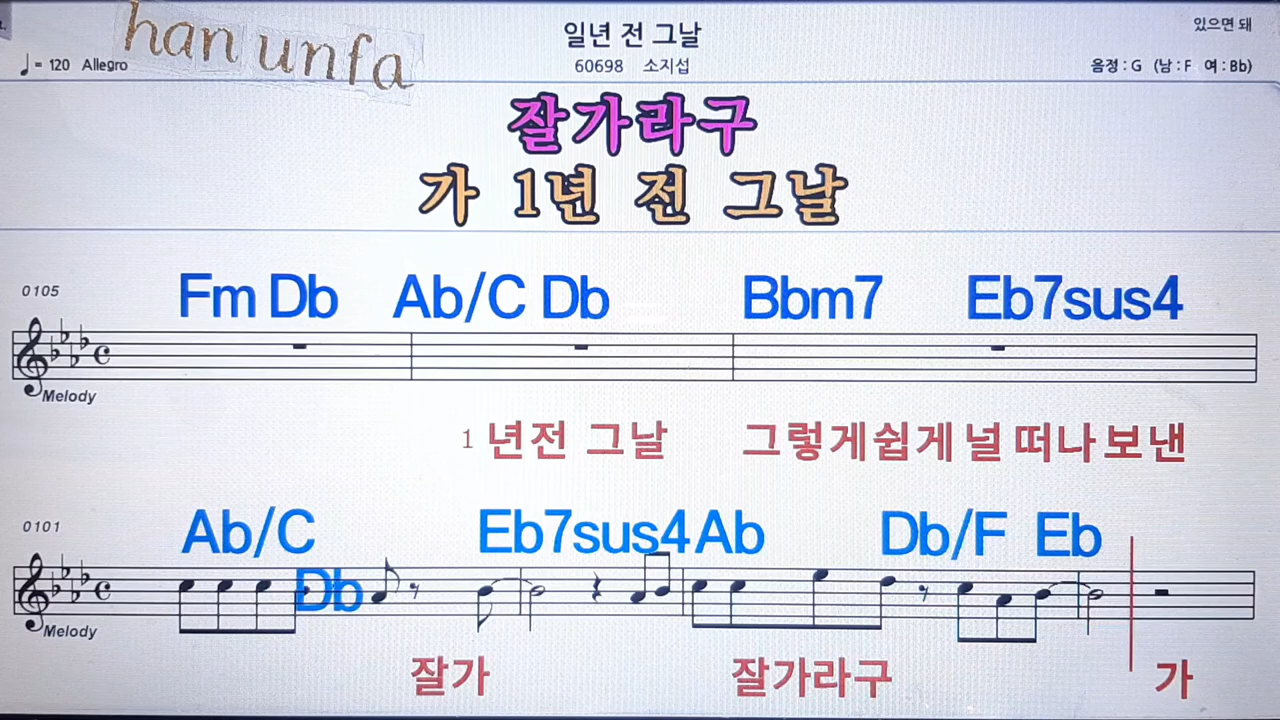 han unfa
일년 전 그날
있으면 돼
♩ = 120 Allegro
60698 소지섭
음정 : G (남 : F 여 : Bb)
잘가라구
가 1년 전 그날
0105
Fm Db Ab/C Db Bbm7 Eb7sus4
Melody
1 년전 그날 그렇게쉽게 널 떠나 보낸
0101
Ab/C Db Eb7sus4 Ab Db/F Eb
Melody
잘가 잘가라구 가